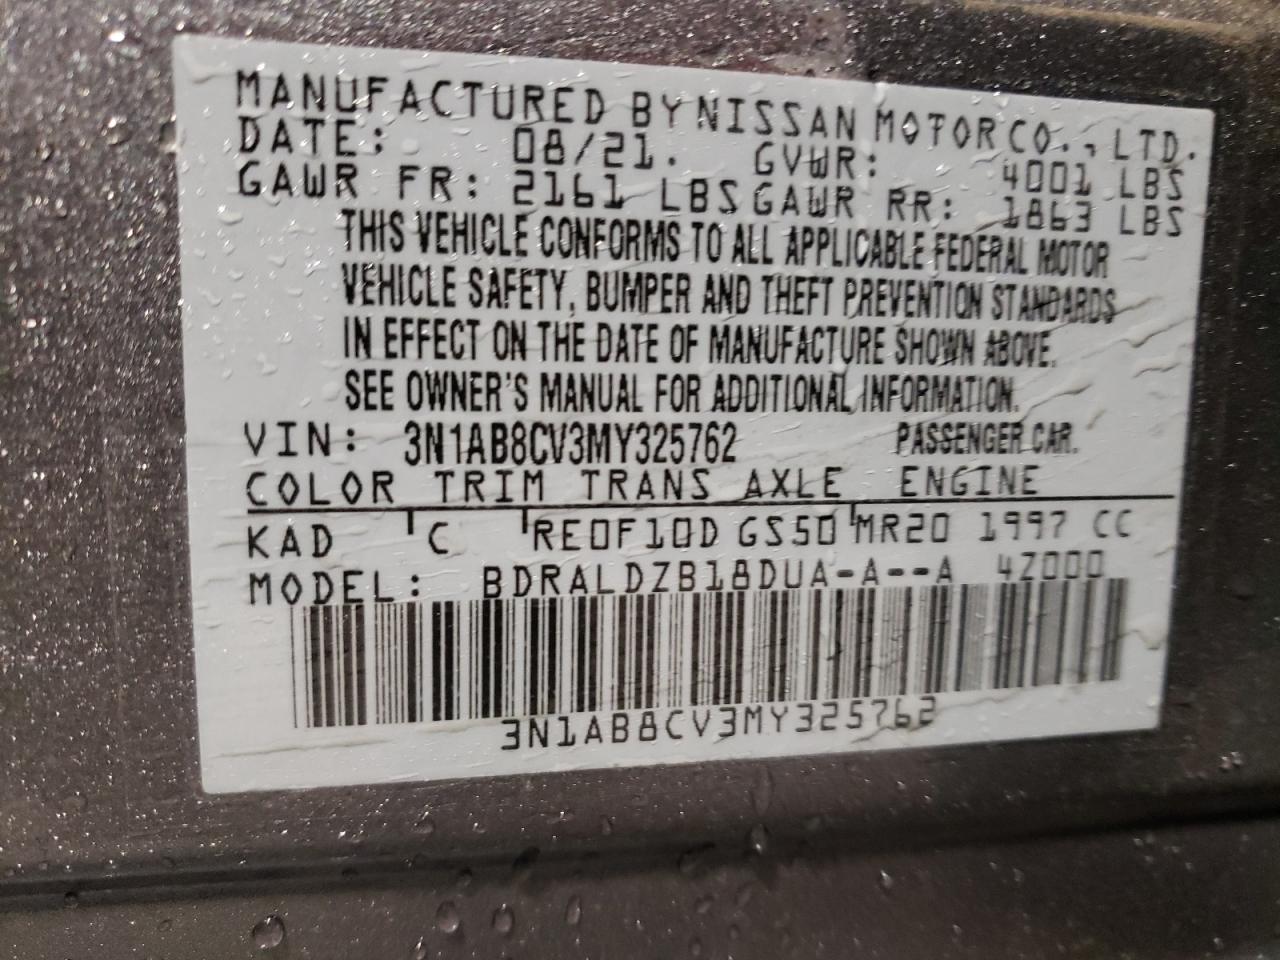 MANUFACTURED BY NISSAN MOTOR CO., LTD.
DATE: 08/21. GVWR: 4001 LBS
GAWR FR: 2161 LBS GAWR RR: 1863 LBS
THIS VEHICLE CONFORMS TO ALL APPLICABLE FEDERAL MOTOR
VEHICLE SAFETY, BUMPER AND THEFT PREVENTION STANDARDS
IN EFFECT ON THE DATE OF MANUFACTURE SHOWN ABOVE.
SEE OWNER'S MANUAL FOR ADDITIONAL INFORMATION.
VIN: 3N1AB8CV3MY325762 PASSENGER CAR.
COLOR TRIM TRANS AXLE ENGINE
KAD C RE0F10D GS50 MR20 1997 CC
MODEL: BDRALDZB18DUA-A--A 4Z000
3N1AB8CV3MY325762